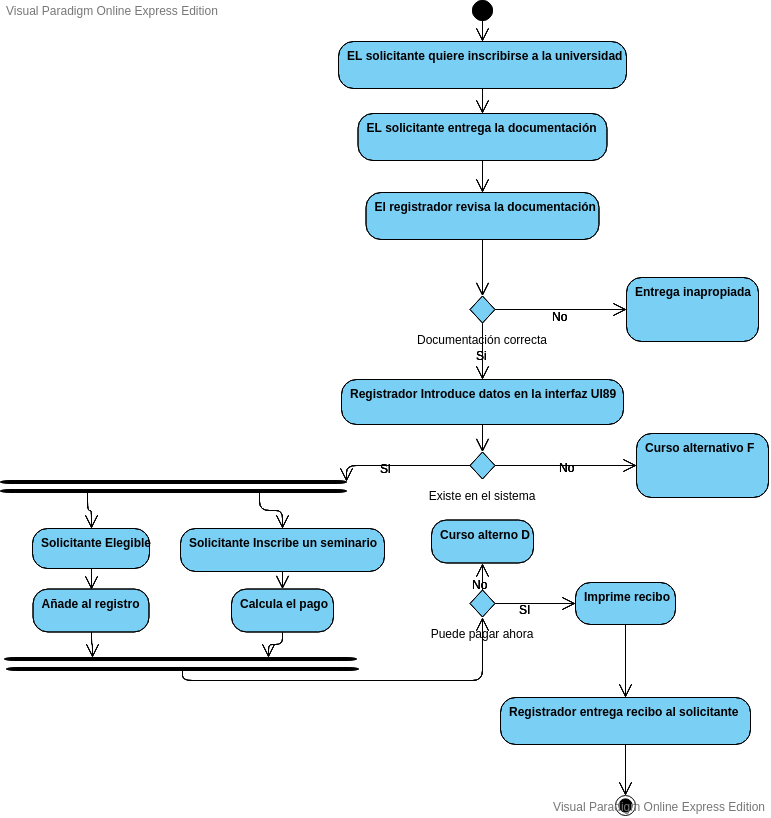 Visual Paradigm Online Express Edition
EL solicitante quiere inscribirse a la universidad
EL solicitante entrega la documentación
El registrador revisa la documentación
Entrega inapropiada
No
Documentación correcta
Si
Registrador Introduce datos en la interfaz UI89
Curso alternativo F
SI
No
Existe en el sistema
Solicitante Elegible
Solicitante Inscribe un seminario
Curso alterno D
No
Añade al registro
Calcula el pago
SI
Imprime recibo
Puede pagar ahora
Registrador entrega recibo al solicitante
Visual Paradigm Online Express Edition